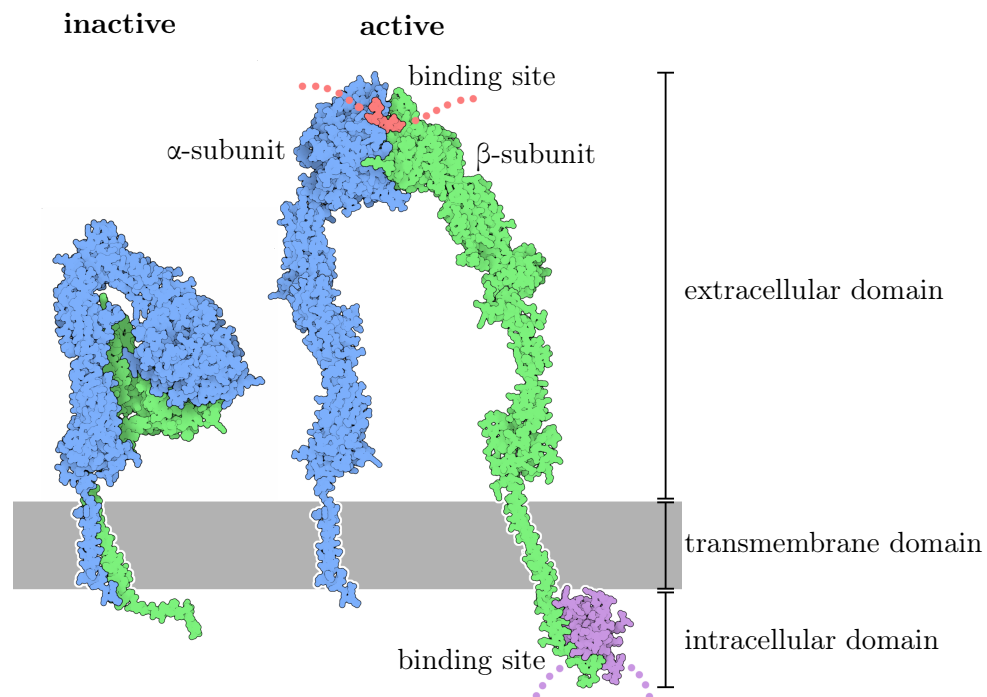 inactive
active
binding site
α-subunit
β-subunit
extracellular domain
transmembrane domain
intracellular domain
binding site